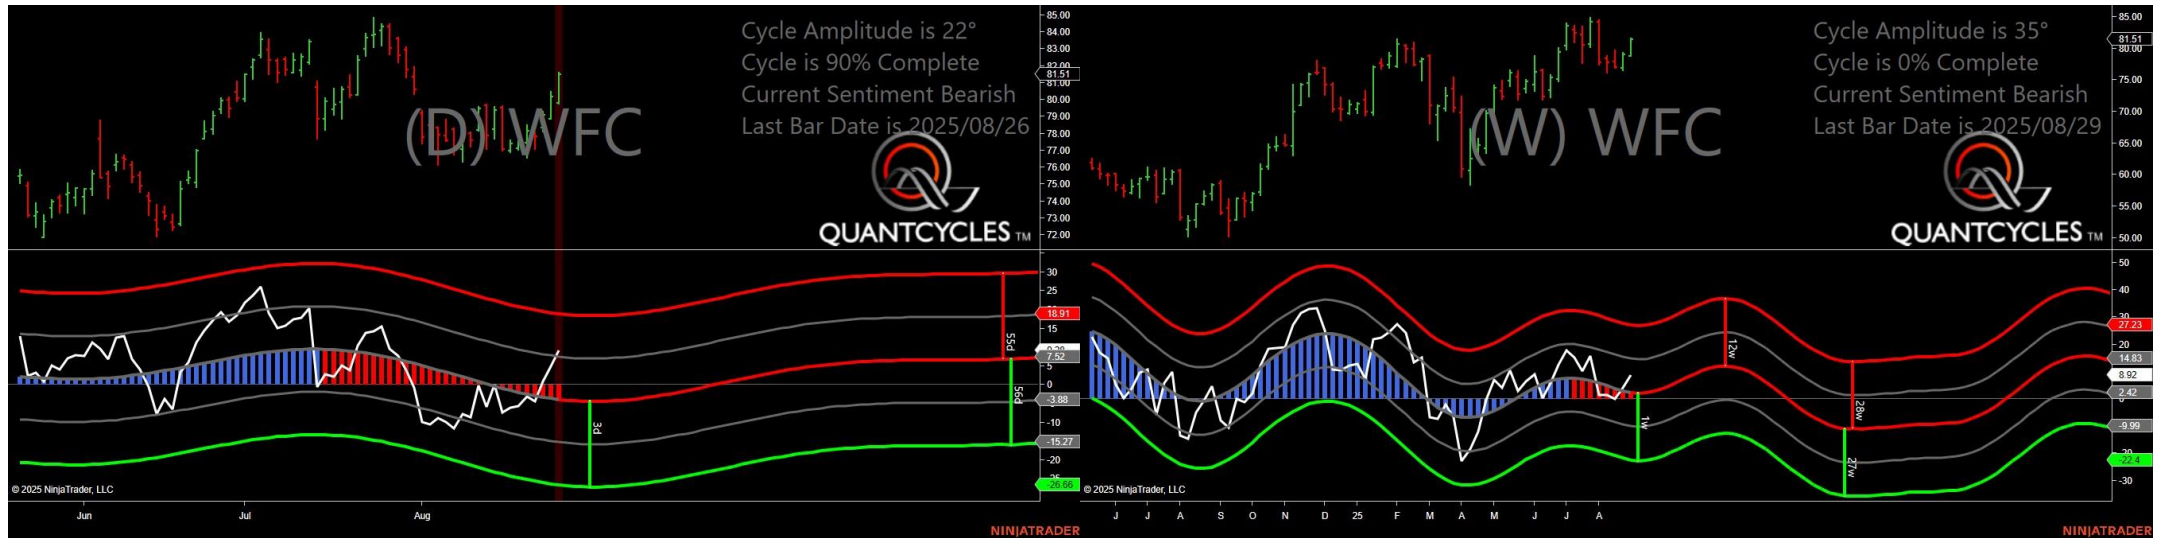 Cycle Amplitude is 22°
Cycle is 90% Complete
Current Sentiment Bearish
Last Bar Date is 2025/08/26
(D) WFC
QUANTCYCLES TM
85.00
84.00
83.00
82.00
81.51
81.00
80.00
79.00
78.00
77.00
76.00
75.00
74.00
73.00
72.00
30
25
18.91
15
7.52
5
0
-3.88
-10
-15.27
-20
-26.66
55d
56d
3d
© 2025 NinjaTrader, LLC
Jun
Jul
Aug
NINJATRADER
Cycle Amplitude is 35°
Cycle is 0% Complete
Current Sentiment Bearish
Last Bar Date is 2025/08/29
(W) WFC
QUANTCYCLES TM
85.00
81.51
80.00
75.00
70.00
65.00
60.00
55.00
50.00
50
40
30
27.23
20
14.83
8.92
2.42
-9.99
-22.4
-30
12w
28w
1w
27w
© 2025 NinjaTrader, LLC
J
J
A
S
O
N
D
25
F
M
A
M
J
J
A
NINJATRADER